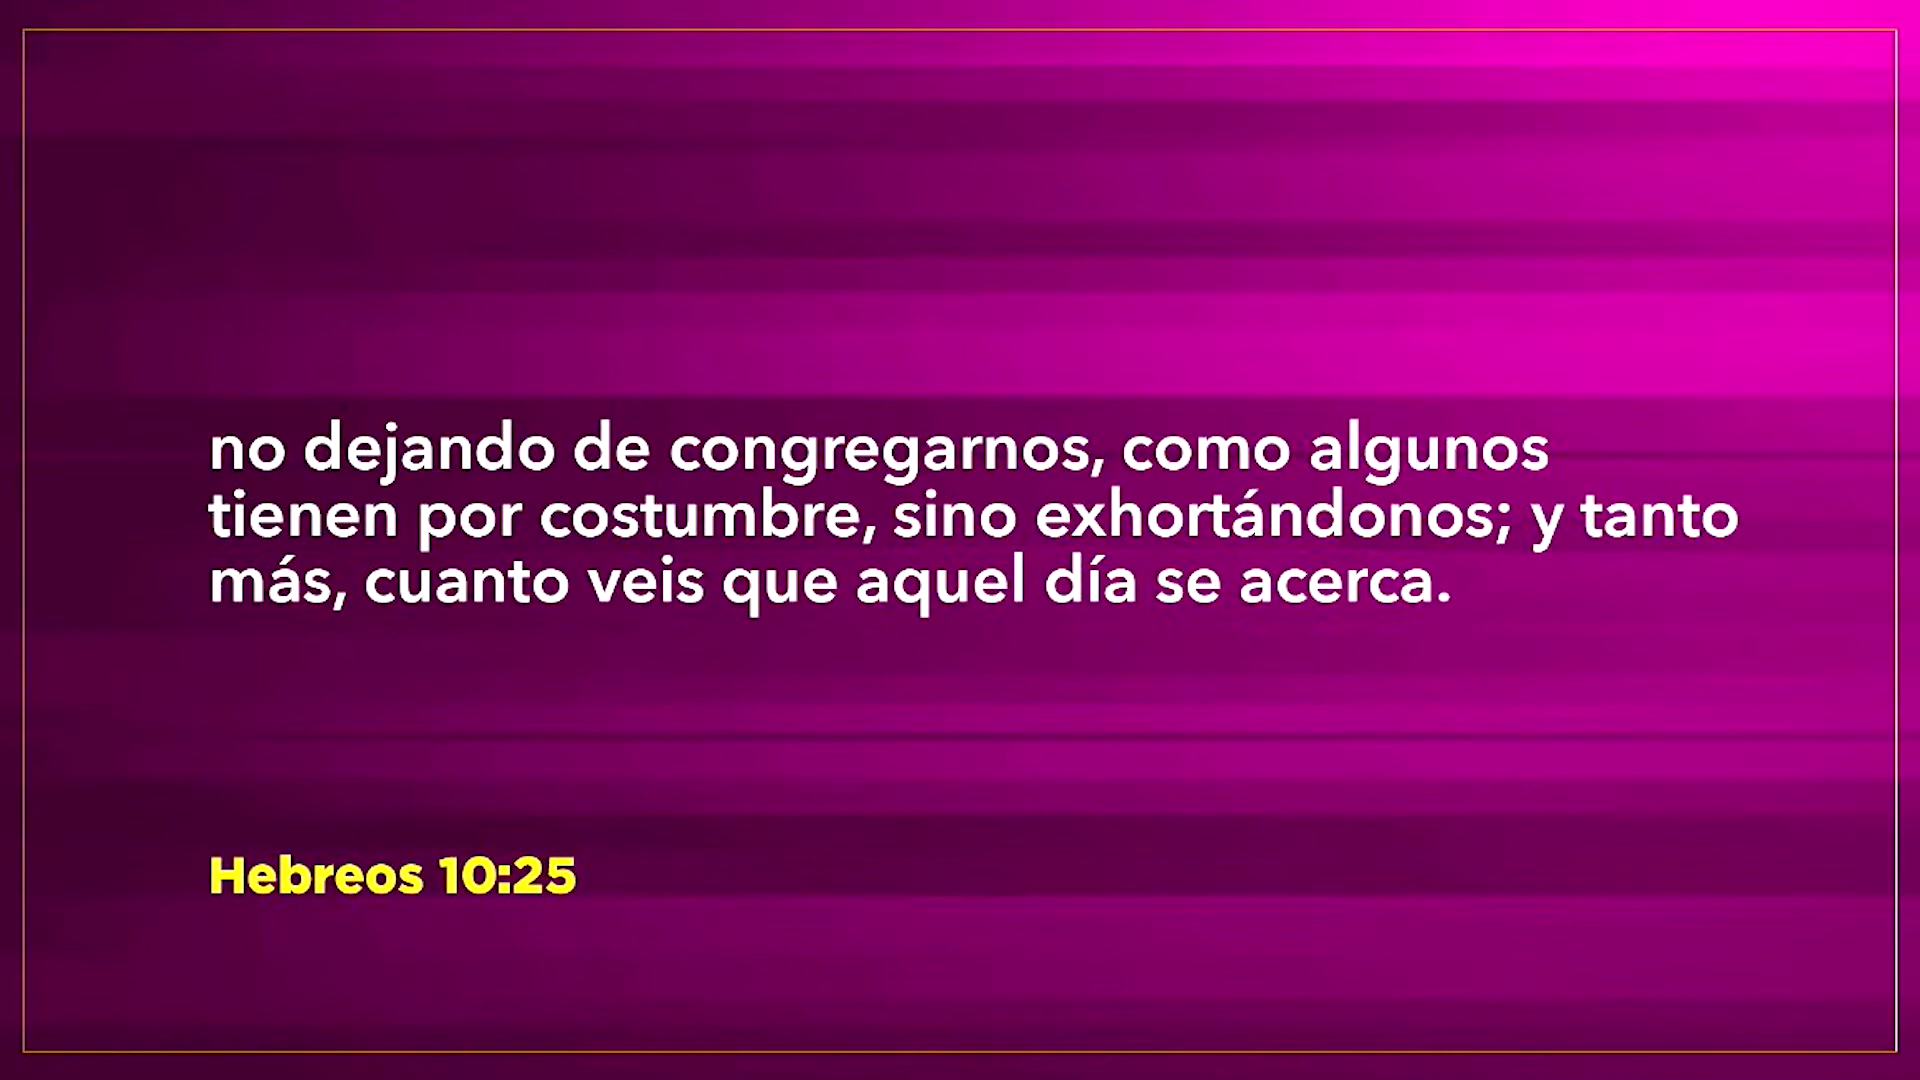 no dejando de congregarnos, como algunos
tienen por costumbre, sino exhortándonos; y tanto
más, cuanto veis que aquel día se acerca.
Hebreos 10:25